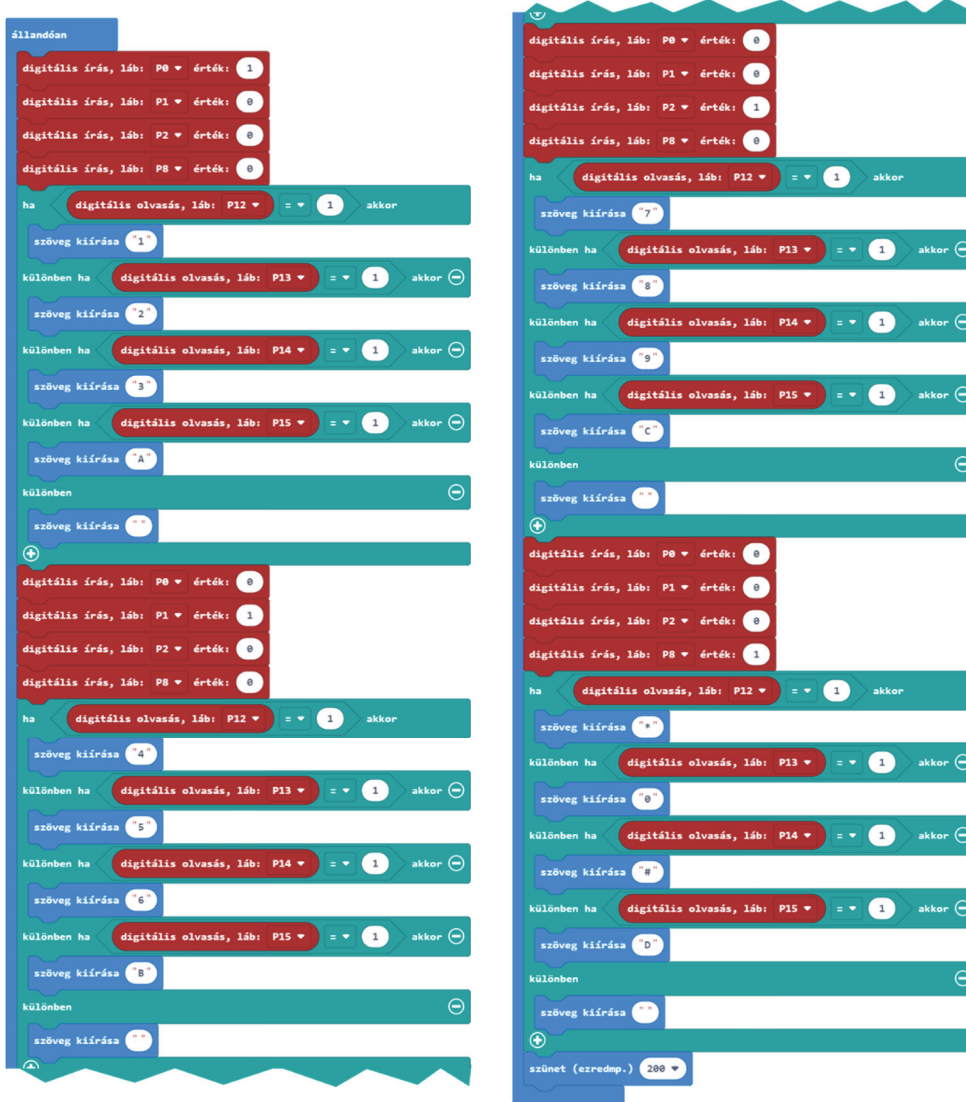 állandóan
digitális írás, láb: P0 érték: 1
digitális írás, láb: P1 érték: 0
digitális írás, láb: P2 érték: 0
digitális írás, láb: P8 érték: 0
ha digitális olvasás, láb: P12 = 1 akkor
szöveg kiírása "1"
különben ha digitális olvasás, láb: P13 = 1 akkor
szöveg kiírása "2"
különben ha digitális olvasás, láb: P14 = 1 akkor
szöveg kiírása "3"
különben ha digitális olvasás, láb: P15 = 1 akkor
szöveg kiírása "A"
különben
szöveg kiírása " "
digitális írás, láb: P0 érték: 0
digitális írás, láb: P1 érték: 1
digitális írás, láb: P2 érték: 0
digitális írás, láb: P8 érték: 0
ha digitális olvasás, láb: P12 = 1 akkor
szöveg kiírása "4"
különben ha digitális olvasás, láb: P13 = 1 akkor
szöveg kiírása "5"
különben ha digitális olvasás, láb: P14 = 1 akkor
szöveg kiírása "6"
különben ha digitális olvasás, láb: P15 = 1 akkor
szöveg kiírása "B"
különben
szöveg kiírása " "
digitális írás, láb: P0 érték: 0
digitális írás, láb: P1 érték: 0
digitális írás, láb: P2 érték: 1
digitális írás, láb: P8 érték: 0
ha digitális olvasás, láb: P12 = 1 akkor
szöveg kiírása "7"
különben ha digitális olvasás, láb: P13 = 1 akkor
szöveg kiírása "8"
különben ha digitális olvasás, láb: P14 = 1 akkor
szöveg kiírása "9"
különben ha digitális olvasás, láb: P15 = 1 akkor
szöveg kiírása "C"
különben
szöveg kiírása " "
digitális írás, láb: P0 érték: 0
digitális írás, láb: P1 érték: 0
digitális írás, láb: P2 érték: 0
digitális írás, láb: P8 érték: 1
ha digitális olvasás, láb: P12 = 1 akkor
szöveg kiírása "*"
különben ha digitális olvasás, láb: P13 = 1 akkor
szöveg kiírása "0"
különben ha digitális olvasás, láb: P14 = 1 akkor
szöveg kiírása "#"
különben ha digitális olvasás, láb: P15 = 1 akkor
szöveg kiírása "D"
különben
szöveg kiírása " "
szünet (ezredmp.) 200